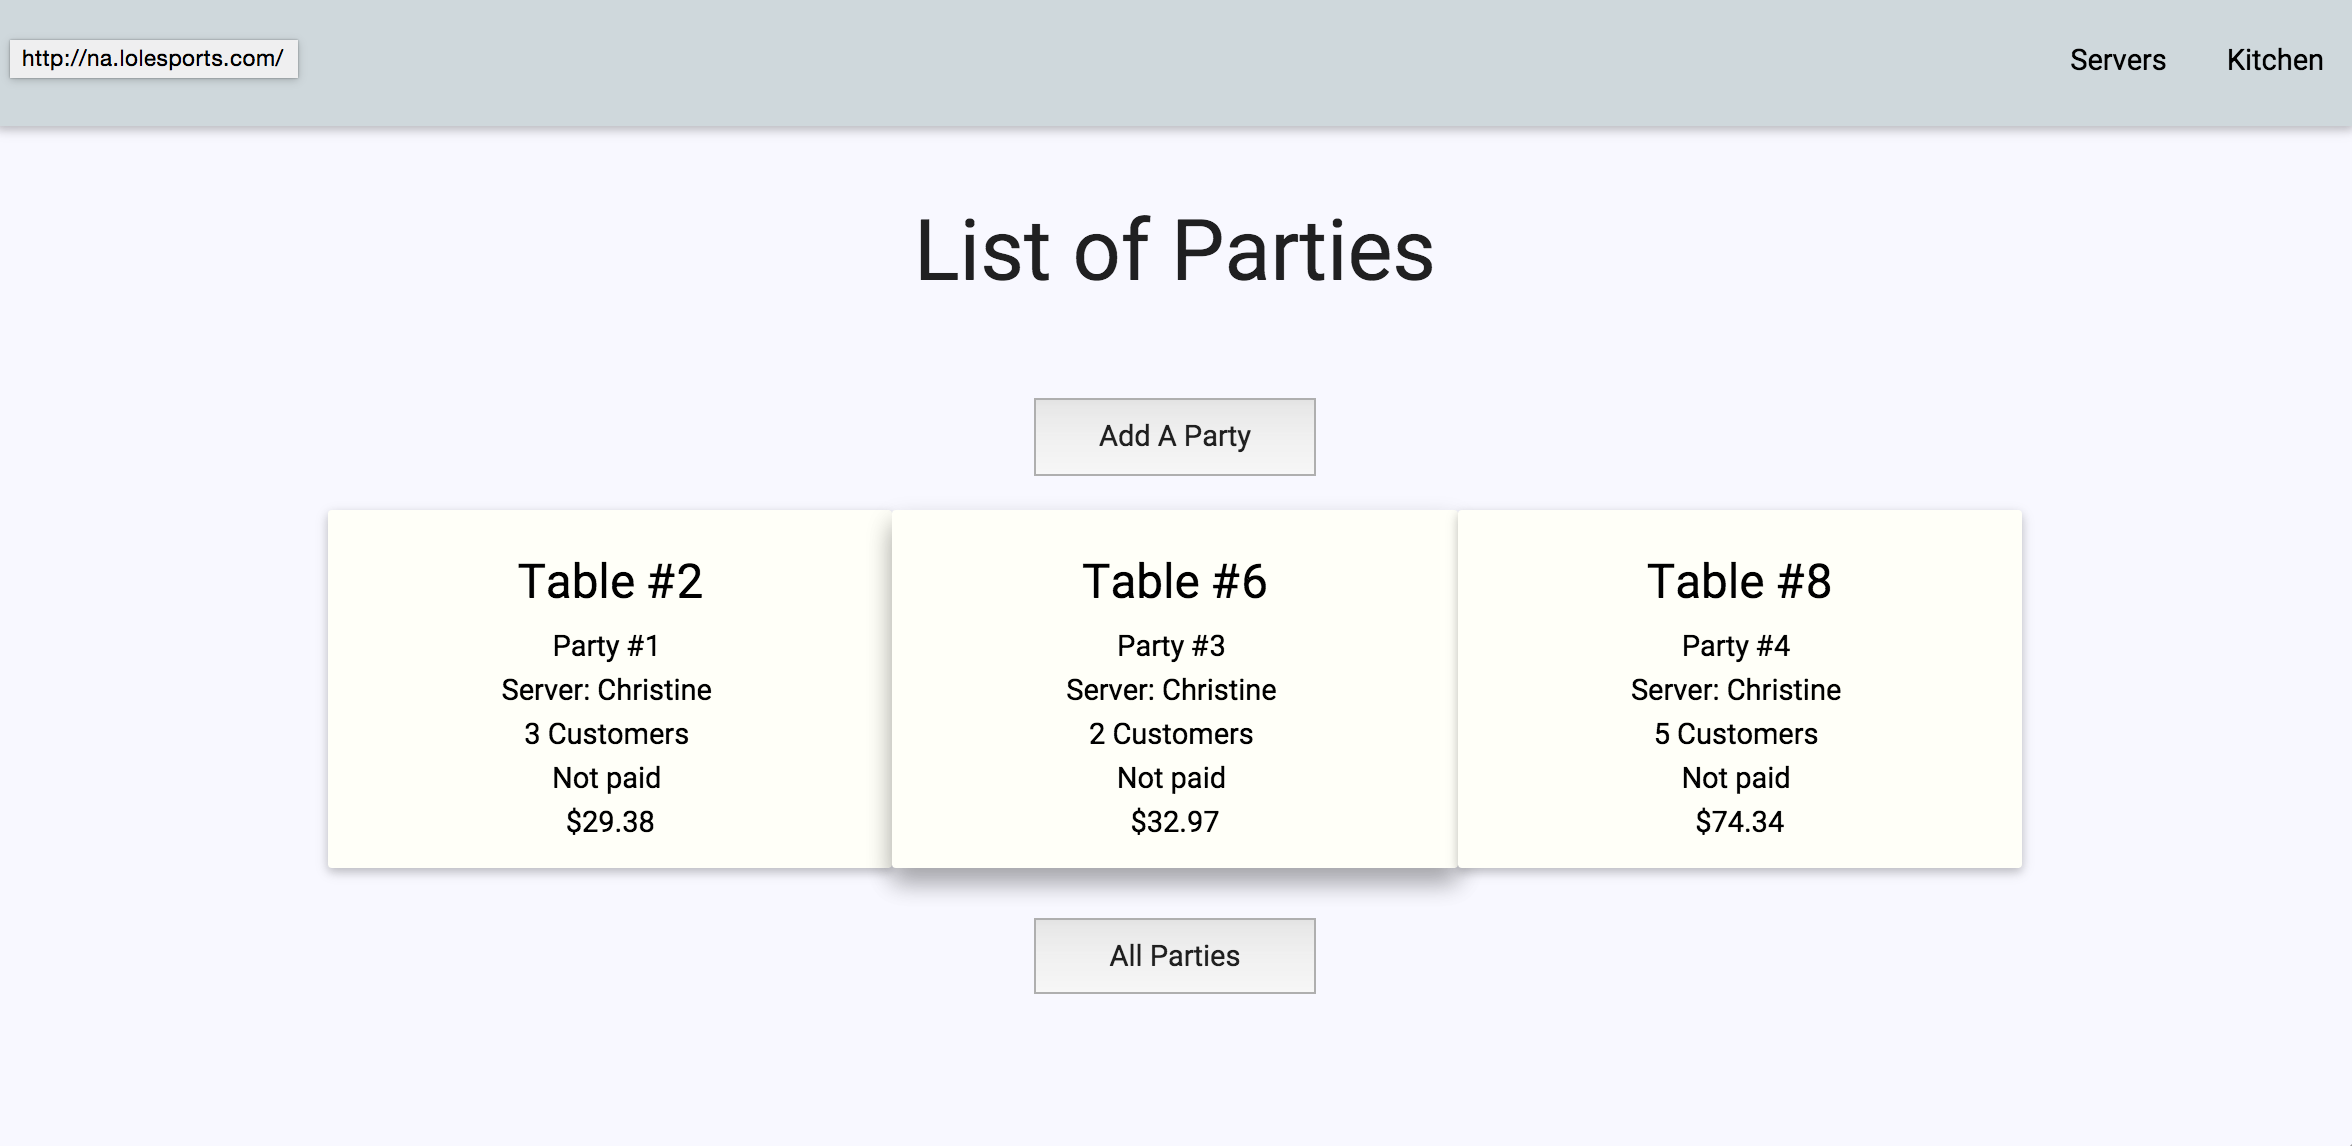 http://na.lolesports.com/
Servers Kitchen
List of Parties
Add A Party
Table #2
Party #1
Server: Christine
3 Customers
Not paid
$29.38
Table #6
Party #3
Server: Christine
2 Customers
Not paid
$32.97
Table #8
Party #4
Server: Christine
5 Customers
Not paid
$74.34
All Parties